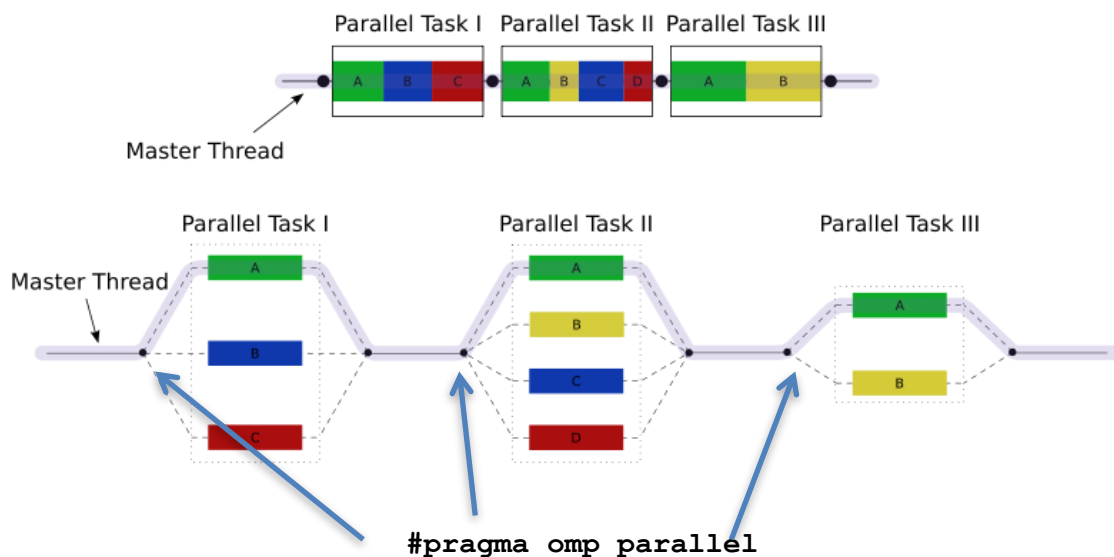 Parallel Task I Parallel Task II Parallel Task III
A B C A B C D A B
Master Thread
Parallel Task I Parallel Task II Parallel Task III
A A
Master Thread
A
B
B
C
B
C D
#pragma omp parallel